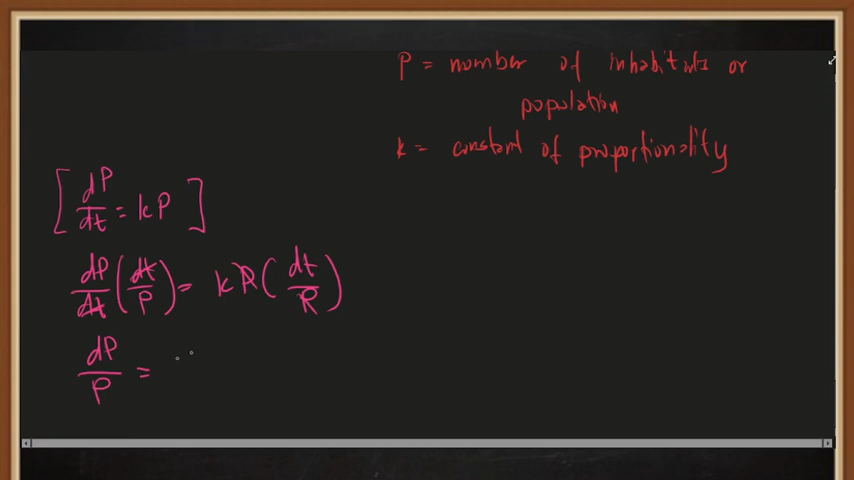 P = number of inhabitants or
population
k = constant of proportionality
[ dP/dt = kP ]
dP/dt (dt/P) = kP (dt/P)
dP/P =